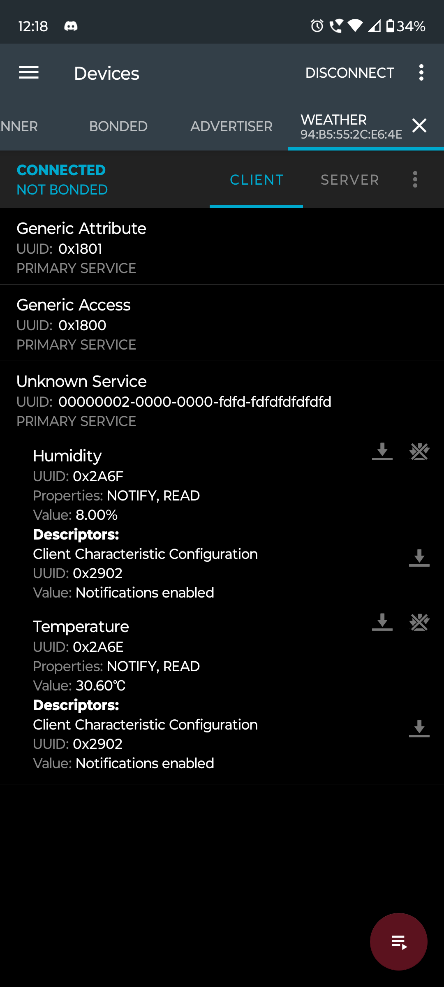 12:18
34%
Devices
DISCONNECT
NNER
BONDED
ADVERTISER
WEATHER
94:B5:55:2C:E6:4E
CONNECTED
NOT BONDED
CLIENT
SERVER
Generic Attribute
UUID: 0x1801
PRIMARY SERVICE
Generic Access
UUID: 0x1800
PRIMARY SERVICE
Unknown Service
UUID: 00000002-0000-0000-fdfd-fdfdfdfdfdfd
PRIMARY SERVICE
Humidity
UUID: 0x2A6F
Properties: NOTIFY, READ
Value: 8.00%
Descriptors:
Client Characteristic Configuration
UUID: 0x2902
Value: Notifications enabled
Temperature
UUID: 0x2A6E
Properties: NOTIFY, READ
Value: 30.60℃
Descriptors:
Client Characteristic Configuration
UUID: 0x2902
Value: Notifications enabled